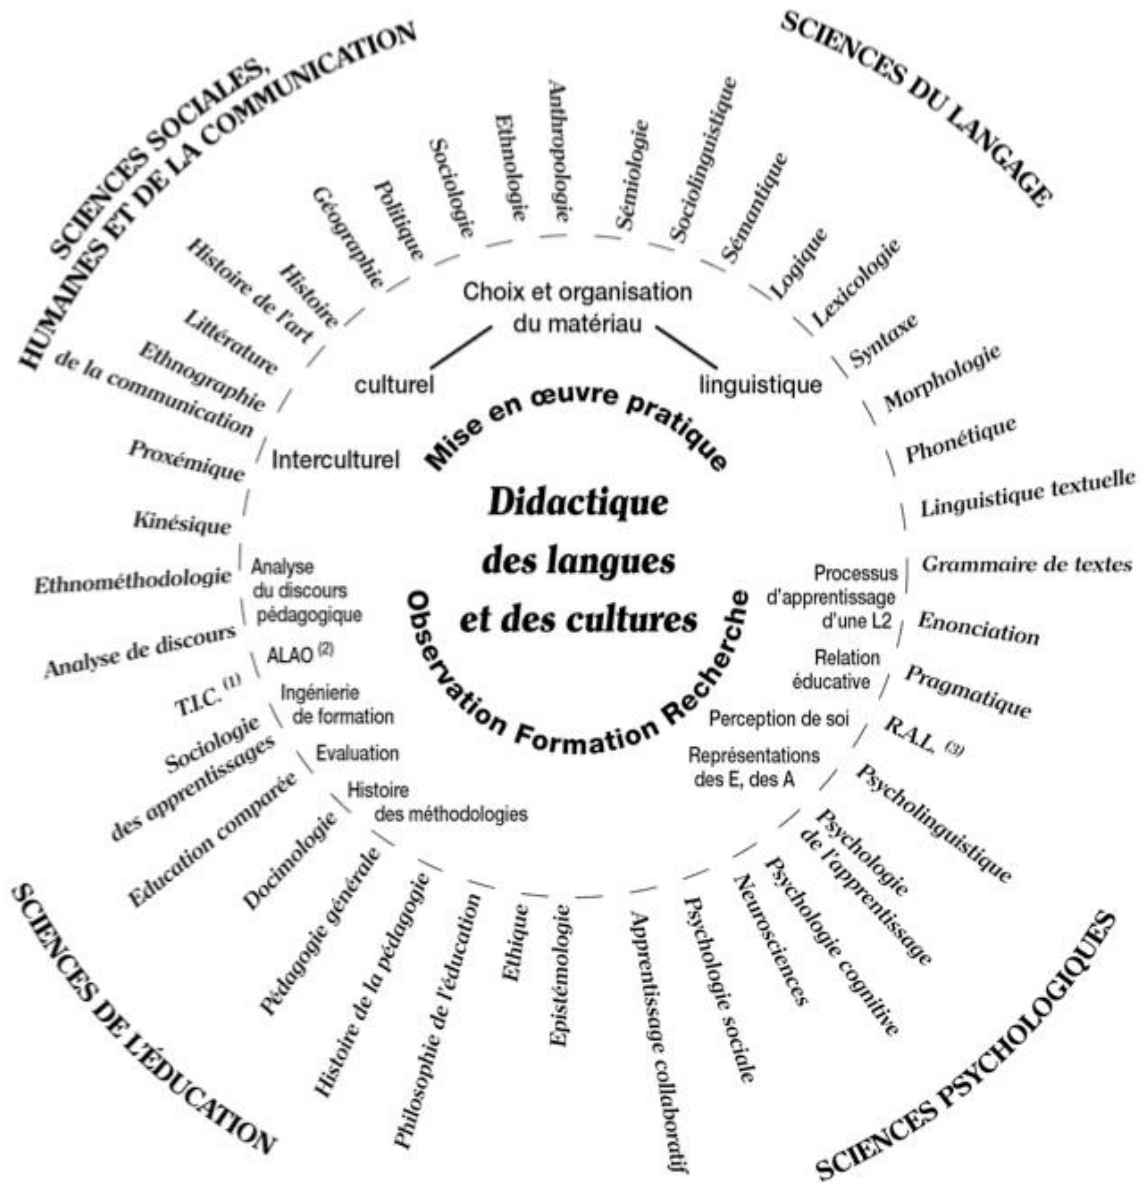 SCIENCES SOCIALES,
HUMAINES ET DE LA COMMUNICATION
SCIENCES DU LANGAGE
de la communication
Ethnographie
Littérature
Histoire de l'art
Histoire
Géographie
Politique
Sociologie
Ethnologie
Anthropologie
Sémiologie
Sociolinguistique
Sémantique
Logique
Lexicologie
Syntaxe
Morphologie
Phonétique
Linguistique textuelle
Grammaire de textes
Enonciation
Pragmatique
R.A.L. (3)
Psycholinguistique
Psychologie
de l'apprentissage
Psychologie cognitive
Neurosciences
Psychologie sociale
Apprentissage collaboratif
Epistémologie
Ethique
Philosophie de l'éducation
Histoire de la pédagogie
Pédagogie générale
Docimologie
Education comparée
Sociologie
des apprentissages
T.I.C. (1)
Analyse de discours
Ethnométhodologie
Kinésique
Proxémique
Choix et organisation
du matériau
culturel
linguistique
Interculturel
Mise en œuvre pratique
Didactique
des langues
et des cultures
Observation Formation Recherche
Analyse
du discours
pédagogique
ALAO (2)
Ingénierie
de formation
Evaluation
Histoire
des méthodologies
Processus
d'apprentissage
d'une L2
Relation
éducative
Perception de soi
Représentations
des E, des A
SCIENCES DE L'ÉDUCATION
SCIENCES PSYCHOLOGIQUES